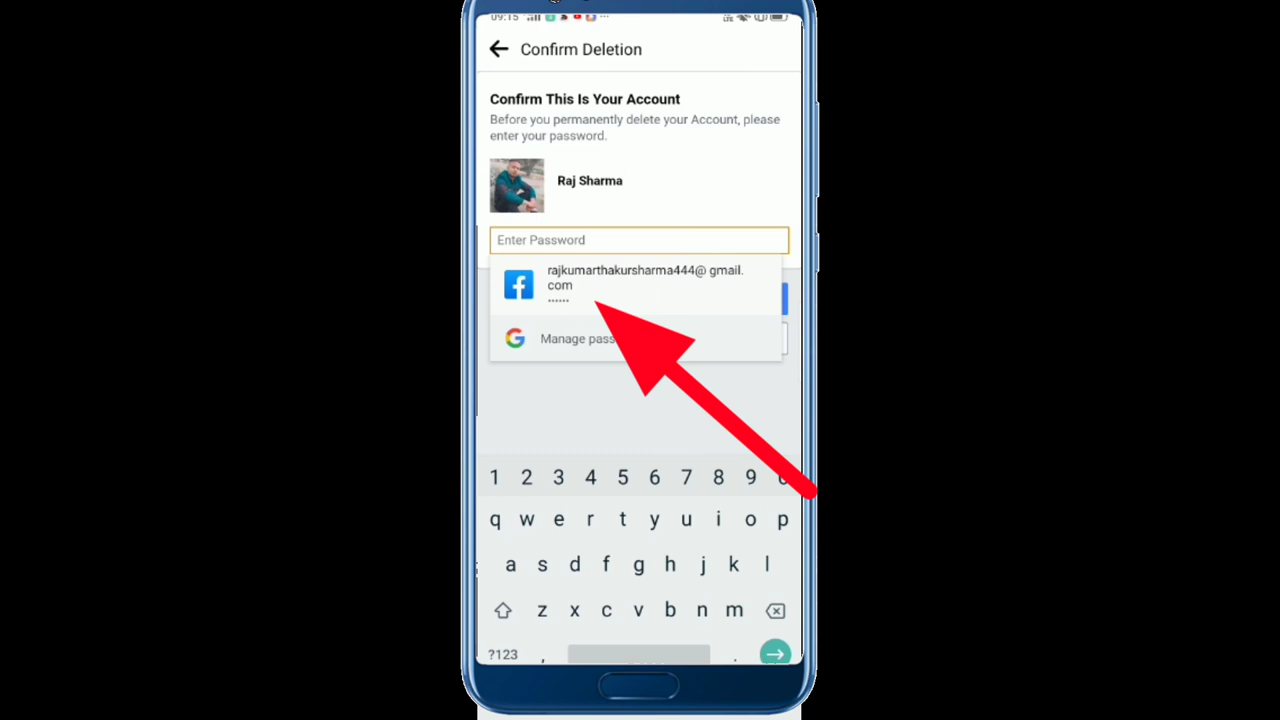 09:15
Confirm Deletion
Confirm This Is Your Account
Before you permanently delete your Account, please
enter your password.
Raj Sharma
Enter Password
rajkumarthakursharma444@ gmail.
com
••••••
G Manage pass
1 2 3 4 5 6 7 8 9
q w e r t y u i o p
a s d f g h j k l
z x c v b n m
?123 , .